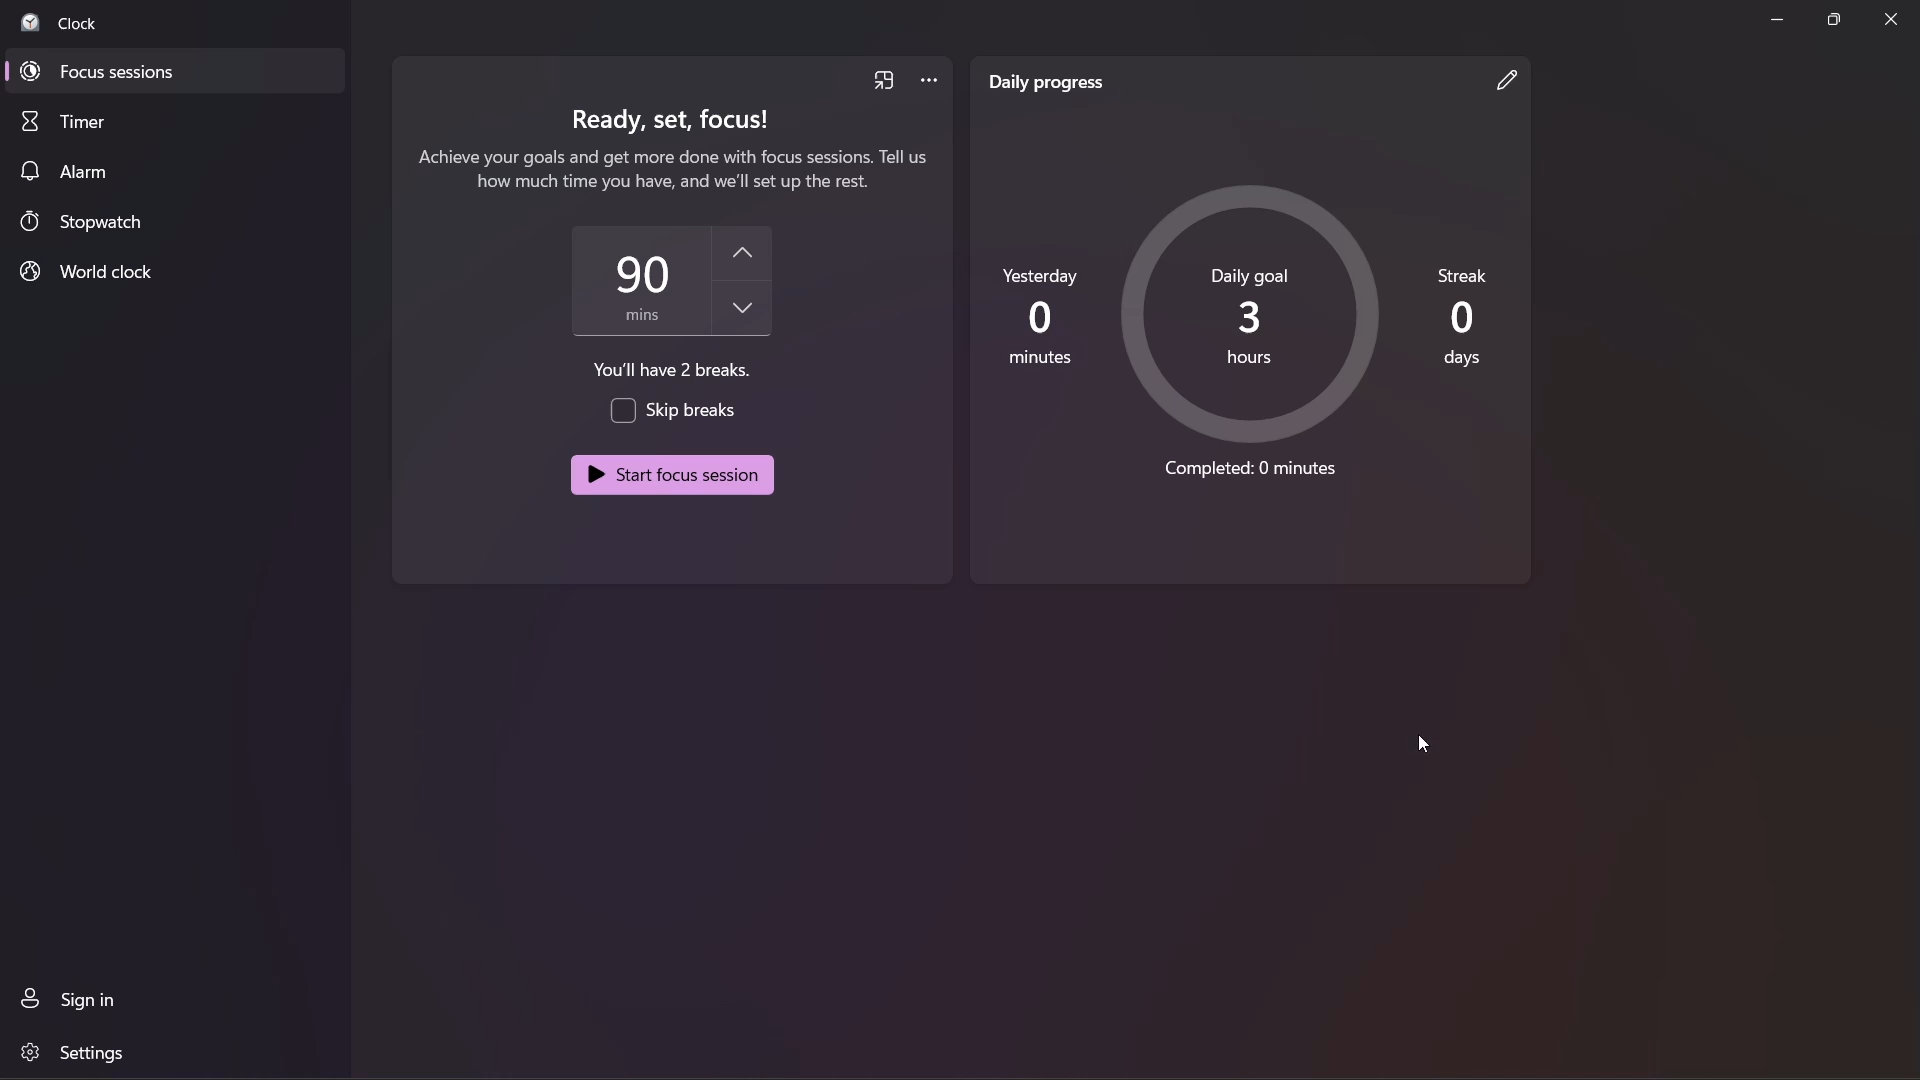 Clock
Focus sessions
Timer
Alarm
Stopwatch
World clock
Sign in
Settings
Ready, set, focus!
Achieve your goals and get more done with focus sessions. Tell us
how much time you have, and we'll set up the rest.
90
mins
You'll have 2 breaks.
Skip breaks
Start focus session
Daily progress
Yesterday
0
minutes
Daily goal
3
hours
Streak
0
days
Completed: 0 minutes